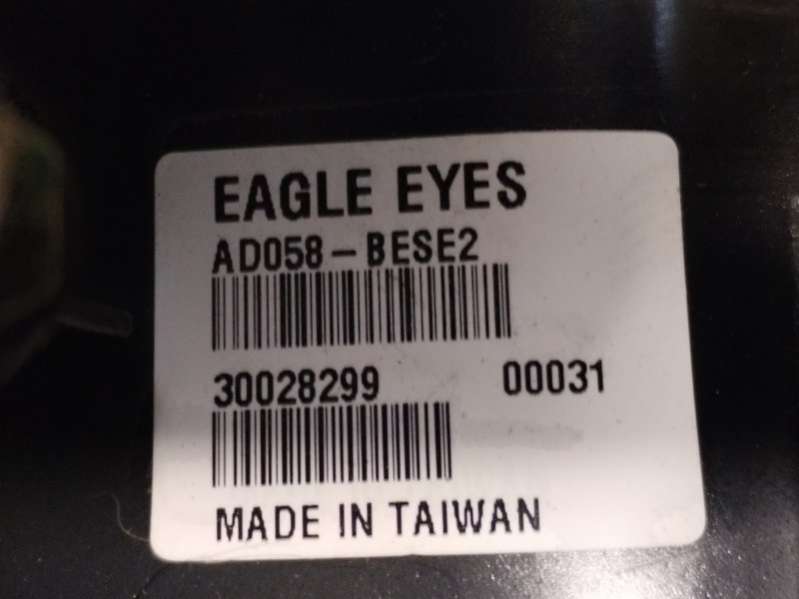 EAGLE EYES
AD058-BESE2
30028299 00031
MADE IN TAIWAN